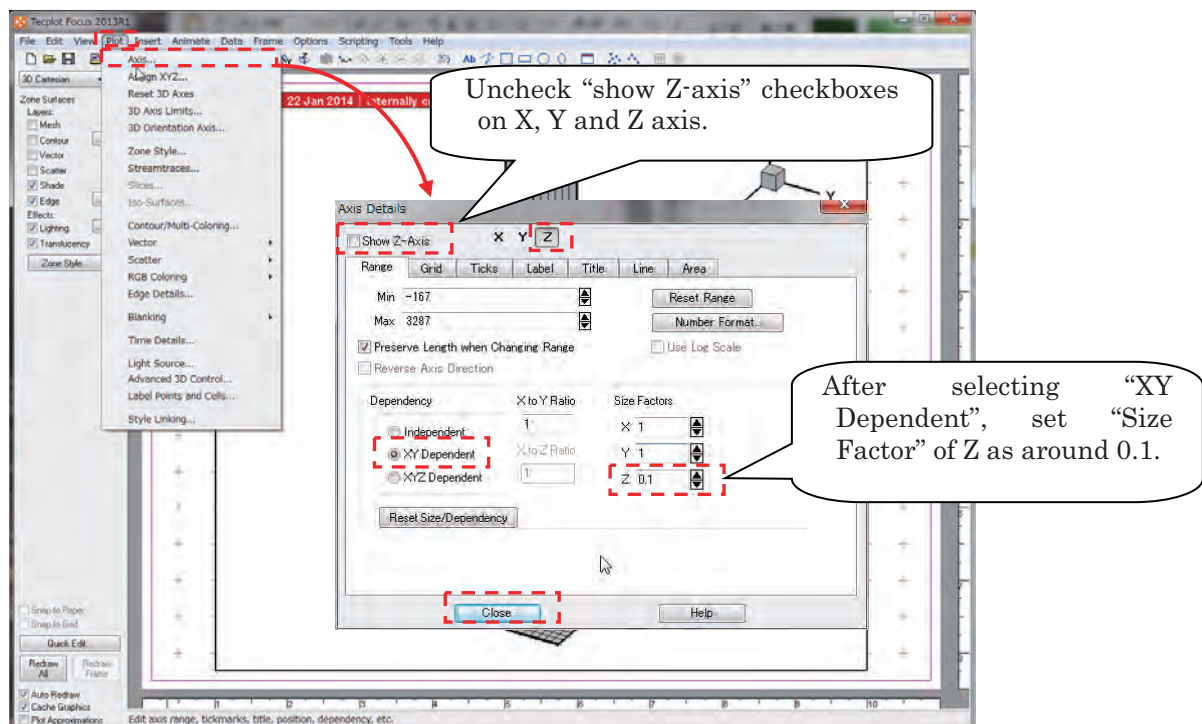 Tecplot Focus 2013R1
File Edit View Plot Insert Animate Data Frame Options Scripting Tools Help
3D Cartesian
Zone Surfaces
Layers:
Mesh
Contour
Vector
Scatter
Shade
Edge
Effects:
Lighting
Translucency
Zone Style...
Axis...
Align XYZ...
Reset 3D Axes
3D Axis Limits...
3D Orientation Axis...
Zone Style...
Streamtraces...
Slices...
Iso-Surfaces...
Contour/Multi-Coloring...
Vector
Scatter
RGB Coloring
Edge Details...
Blanking
Time Details...
Light Source...
Advanced 3D Control...
Label Points and Cells...
Style Linking...
22 Jan 2014 | Internally
Uncheck “show Z-axis” checkboxes
on X, Y and Z axis.
Y
Axis Details
Show Z-Axis X Y Z
Range Grid Ticks Label Title Line Area
Min -167
Max 3287
Reset Range
Number Format...
Preserve Length when Changing Range
Use Log Scale
Reverse Axis Direction
Dependency
Independent
XY Dependent
XYZ Dependent
X to Y Ratio
1
X to Z Ratio
1
Size Factors
X 1
Y 1
Z 0.1
Reset Size/Dependency
Close
Help
After selecting “XY
Dependent”, set “Size
Factor” of Z as around 0.1.
Snap to Paper
Snap to Grid
Quick Edit...
Redraw All
Redraw Frame
Auto Redraw
Cache Graphics
Plot Approximations
Edit axis range, tickmarks, title, position, dependency, etc.